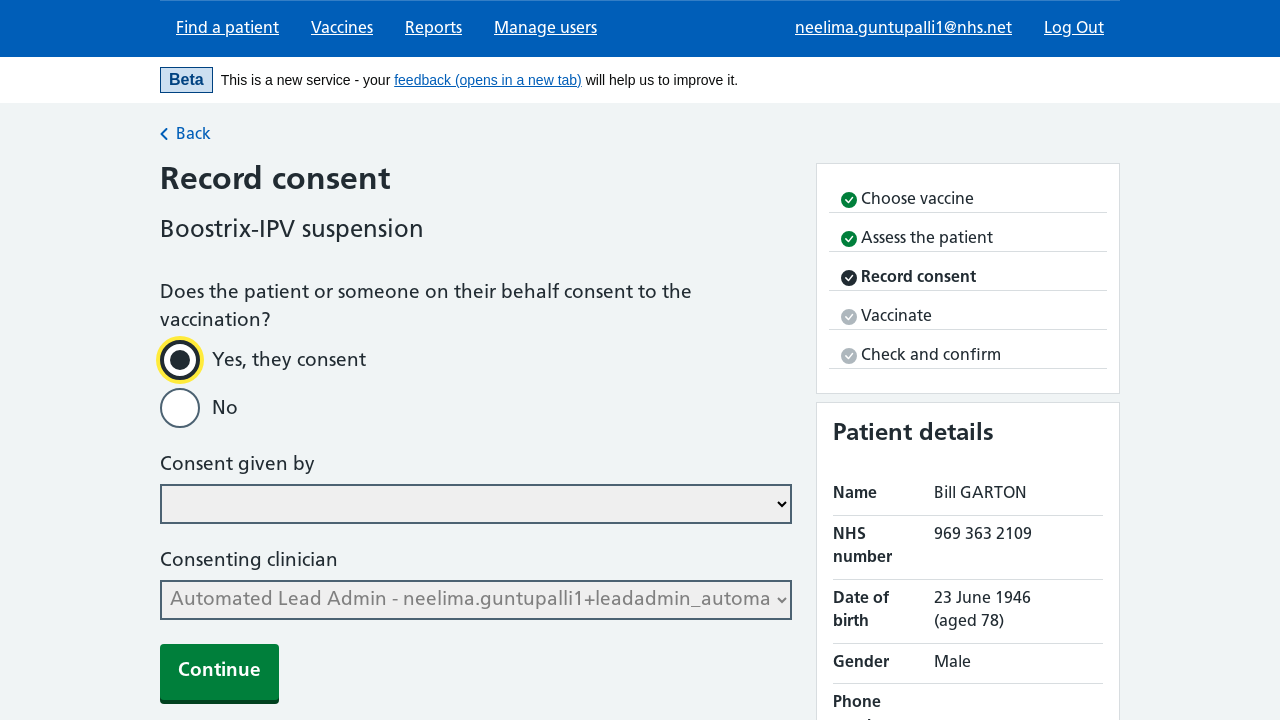 Find a patient Vaccines Reports Manage users neelima.guntupalli1@nhs.net Log Out
Beta This is a new service - your feedback (opens in a new tab) will help us to improve it.
Back
Record consent
Boostrix-IPV suspension
Does the patient or someone on their behalf consent to the
vaccination?
Yes, they consent
No
Consent given by
Consenting clinician
Automated Lead Admin - neelima.guntupalli1+leadadmin_automa
Continue
Choose vaccine
Assess the patient
Record consent
Vaccinate
Check and confirm
Patient details
Name Bill GARTON
NHS 969 363 2109
number
Date of 23 June 1946
birth (aged 78)
Gender Male
Phone